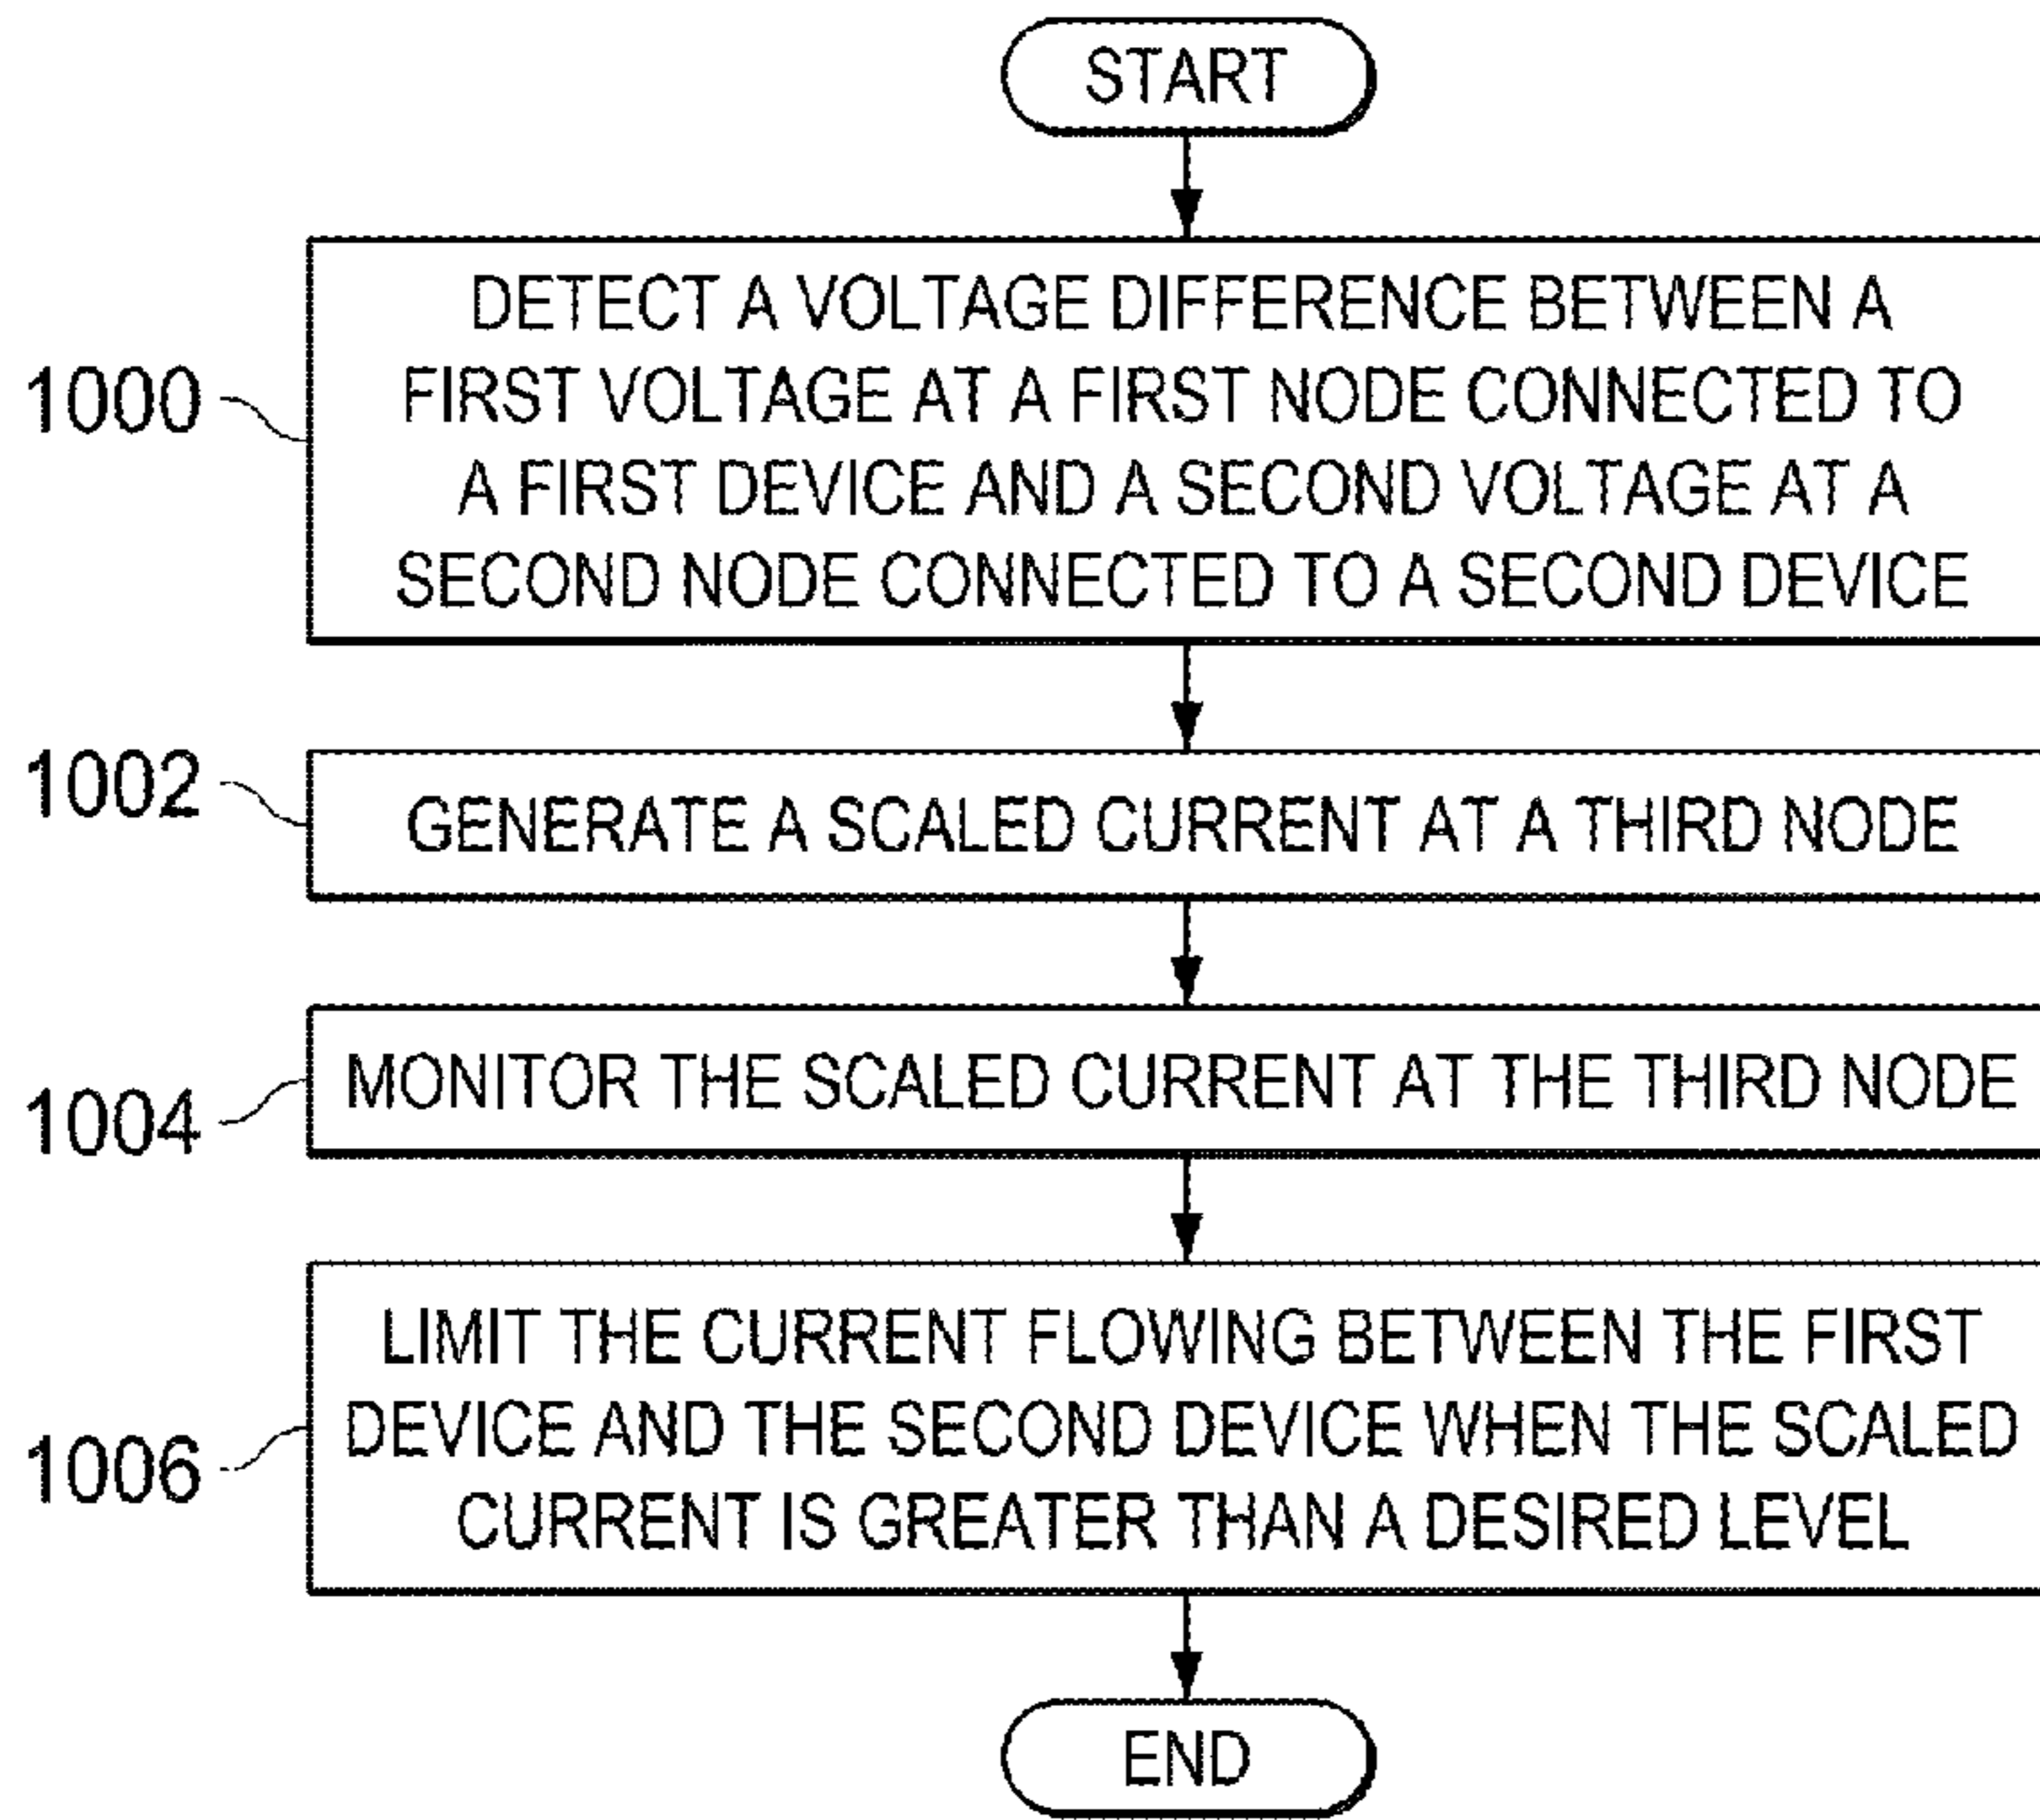 START
DETECT A VOLTAGE DIFFERENCE BETWEEN A
FIRST VOLTAGE AT A FIRST NODE CONNECTED TO
A FIRST DEVICE AND A SECOND VOLTAGE AT A
SECOND NODE CONNECTED TO A SECOND DEVICE
1000
1002
GENERATE A SCALED CURRENT AT A THIRD NODE
1004
MONITOR THE SCALED CURRENT AT THE THIRD NODE
1006
LIMIT THE CURRENT FLOWING BETWEEN THE FIRST
DEVICE AND THE SECOND DEVICE WHEN THE SCALED
CURRENT IS GREATER THAN A DESIRED LEVEL
END